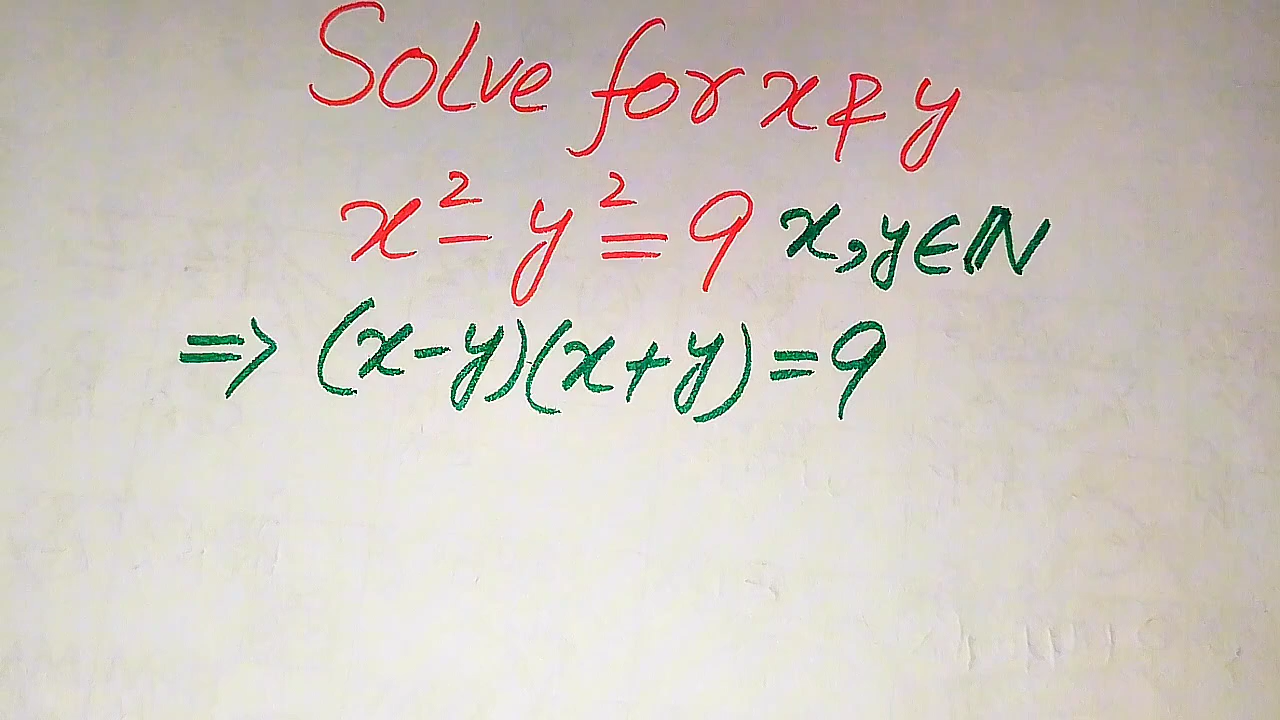 Solve for x & y
x² - y² = 9 x,y∈ℕ
⇒ (x-y)(x+y)=9